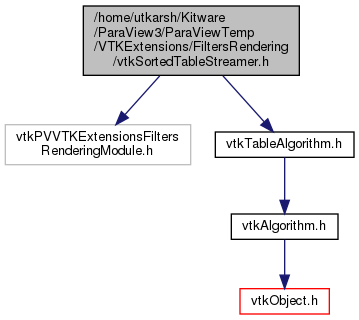 /home/utkarsh/Kitware
/ParaView3/ParaViewTemp
/VTKExtensions/FiltersRendering
/vtkSortedTableStreamer.h
vtkPVVTKExtensionsFilters
RenderingModule.h
vtkTableAlgorithm.h
vtkAlgorithm.h
vtkObject.h